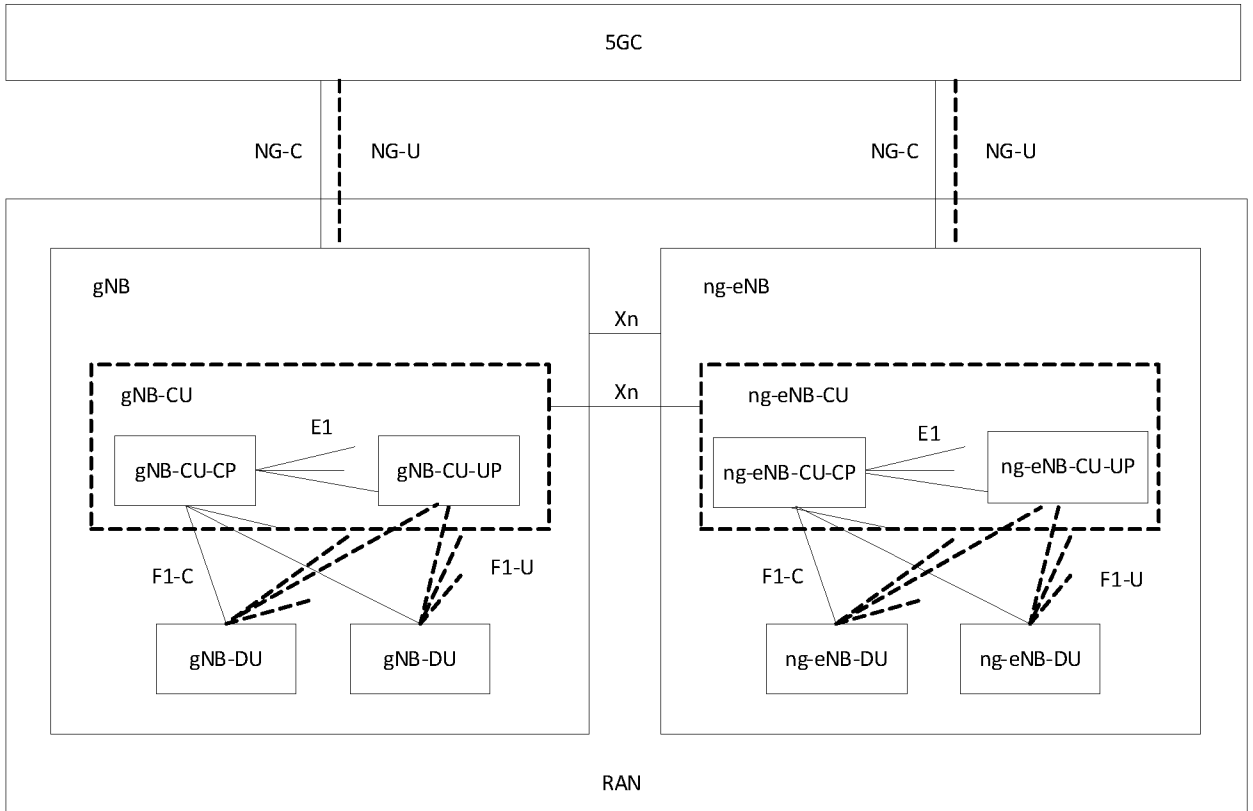 5GC
NG-C
NG-U
NG-C
NG-U
gNB
ng-eNB
Xn
gNB-CU
Xn
ng-eNB-CU
E1
E1
gNB-CU-CP
gNB-CU-UP
ng-eNB-CU-CP
ng-eNB-CU-UP
F1-C
F1-U
F1-C
F1-U
gNB-DU
gNB-DU
ng-eNB-DU
ng-eNB-DU
RAN